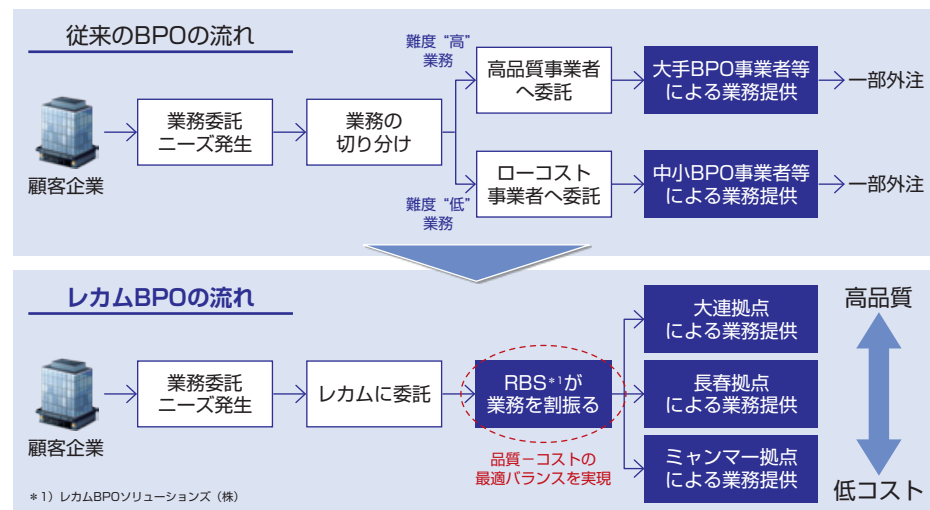 従来のBPOの流れ
顧客企業
業務委託
ニーズ発生
業務の
切り分け
難度“高”
業務
高品質事業者
へ委託
大手BPO事業者等
による業務提供
一部外注
難度“低”
業務
ローコスト
事業者へ委託
中小BPO事業者等
による業務提供
一部外注
レカムBPOの流れ
顧客企業
業務委託
ニーズ発生
レカムに委託
RBS*1が
業務を割振る
品質－コストの
最適バランスを実現
大連拠点
による業務提供
長春拠点
による業務提供
ミャンマー拠点
による業務提供
高品質
低コスト
*1）レカムBPOソリューションズ（株）